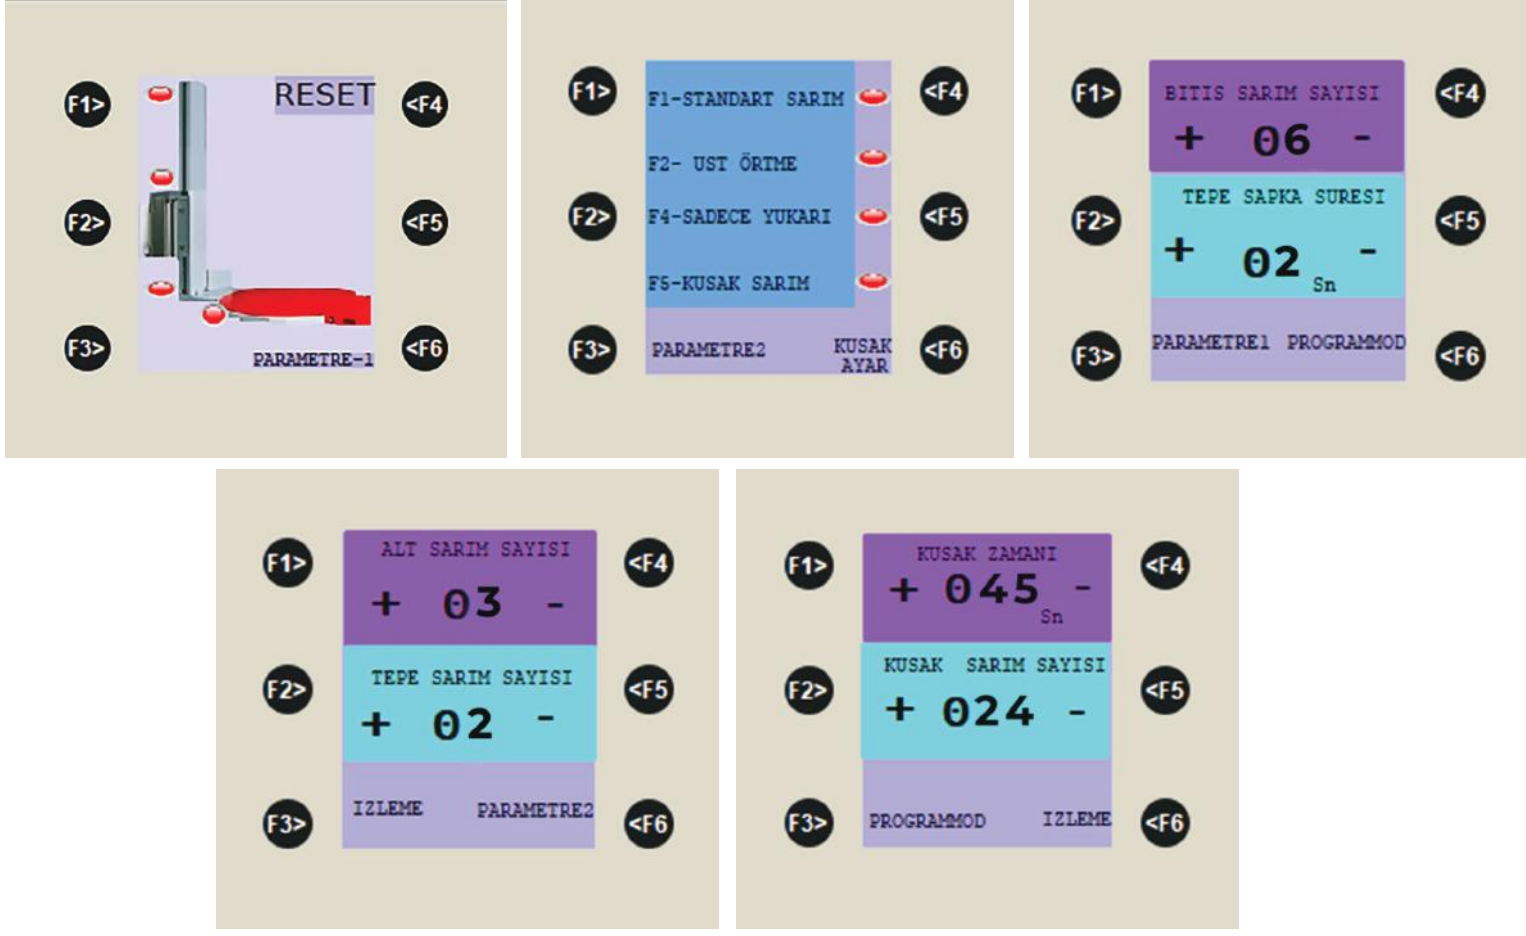 F1>
RESET
<F4
F2>
<F5
F3>
PARAMETRE-1
<F6
F1>
F1-STANDART SARIM
<F4
F2- UST ÖRTME
F2>
F4-SADECE YUKARI
<F5
F5-KUSAK SARIM
F3>
PARAMETRE2
KUSAK
AYAR
<F6
F1>
BITIS SARIM SAYISI
<F4
+ 06 -
F2>
TEPE SAPKA SURESI
<F5
+ 02 -
Sn
F3>
PARAMETRE1 PROGRAMMOD
<F6
F1>
ALT SARIM SAYISI
<F4
+ 03 -
F2>
TEPE SARIM SAYISI
<F5
+ 02 -
F3>
IZLEME PARAMETRE2
<F6
F1>
KUSAK ZAMANI
<F4
+ 045 -
Sn
F2>
KUSAK SARIM SAYISI
<F5
+ 024 -
F3>
PROGRAMMOD IZLEME
<F6